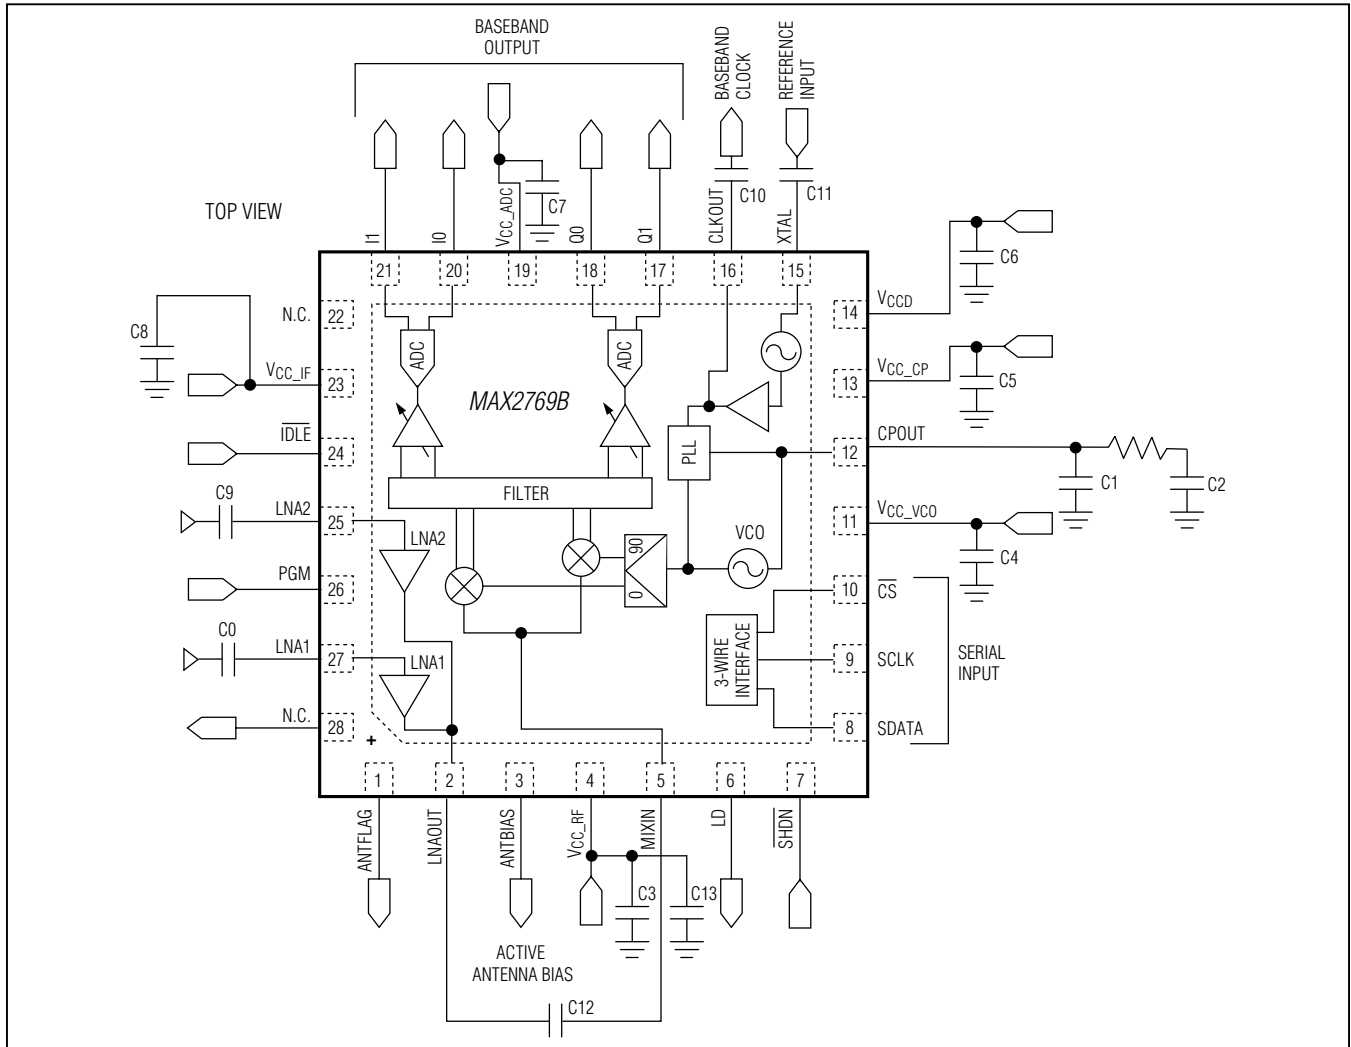 BASEBAND
OUTPUT
BASEBAND
CLOCK
REFERENCE
INPUT
TOP VIEW
I1
I0
VCC_ADC
C7
Q0
Q1
CLKOUT
C10
XTAL
C11
21
20
19
18
17
16
15
C8
N.C.
22
VCC_IF
23
IDLE
24
C9
LNA2
25
PGM
26
C0
LNA1
27
N.C.
28
ADC
ADC
MAX2769B
PLL
FILTER
LNA2
VCO
90
0
LNA1
3-WIRE
INTERFACE
+
14
VCCD
C6
13
VCC_CP
C5
12
CPOUT
C1
C2
11
VCC_VCO
C4
10
CS
9
SCLK
SERIAL
INPUT
8
SDATA
1
2
3
4
5
6
7
ANTFLAG
LNAOUT
ANTBIAS
VCC_RF
MIXIN
LD
SHDN
C3
C13
ACTIVE
ANTENNA BIAS
C12